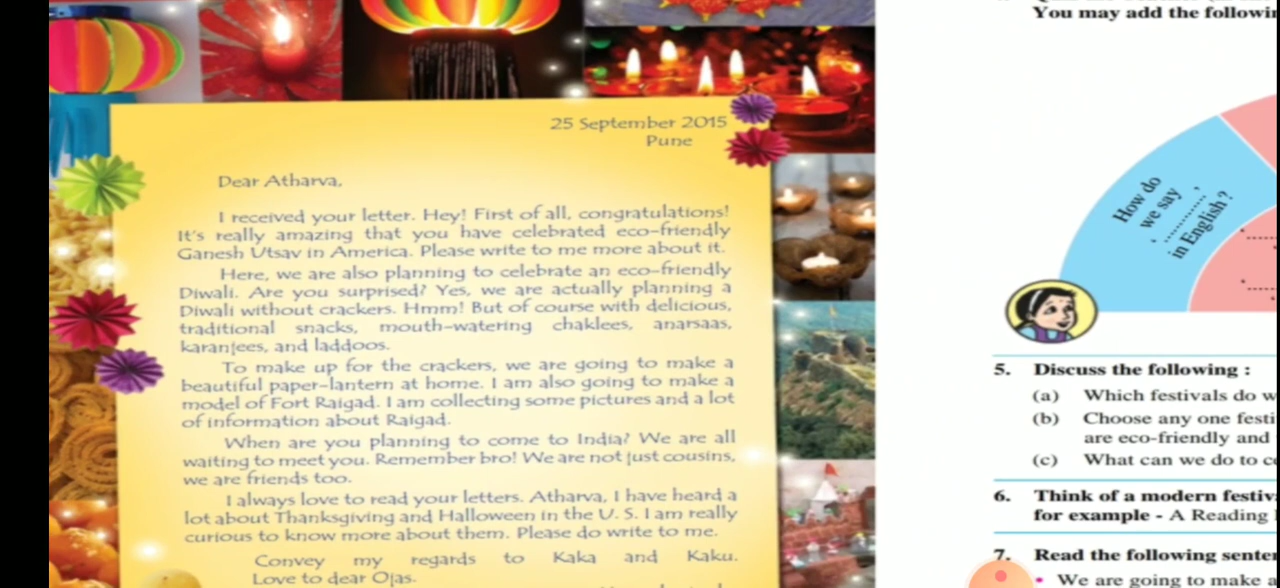 25 September 2015
Pune
Dear Atharva,
I received your letter. Hey! First of all, congratulations!
It's really amazing that you have celebrated eco-friendly
Ganesh Utsav in America. Please write to me more about it.
Here, we are also planning to celebrate an eco-friendly
Diwali. Are you surprised? Yes, we are actually planning a
Diwali without crackers. Hmm! But of course with delicious,
traditional snacks, mouth-watering chaklees, anarsaas,
karanjees, and laddoos.
To make up for the crackers, we are going to make a
beautiful paper-lantern at home. I am also going to make a
model of Fort Raigad. I am collecting some pictures and a lot
of information about Raigad.
When are you planning to come to India? We are all
waiting to meet you. Remember bro! We are not just cousins,
we are friends too.
I always love to read your letters. Atharva, I have heard a
lot about Thanksgiving and Halloween in the U. S. I am really
curious to know more about them. Please do write to me.
Convey my regards to Kaka and Kaku.
Love to dear Ojas.
You may add the
How do
we say
' ............ '
in English ?
5. Discuss the following :
(a) Which festivals do
(b) Choose any one
are eco-friendly and
(c) What can we do to
6. Think of a modern
for example - A Reading
7. Read the following
• We are going to make